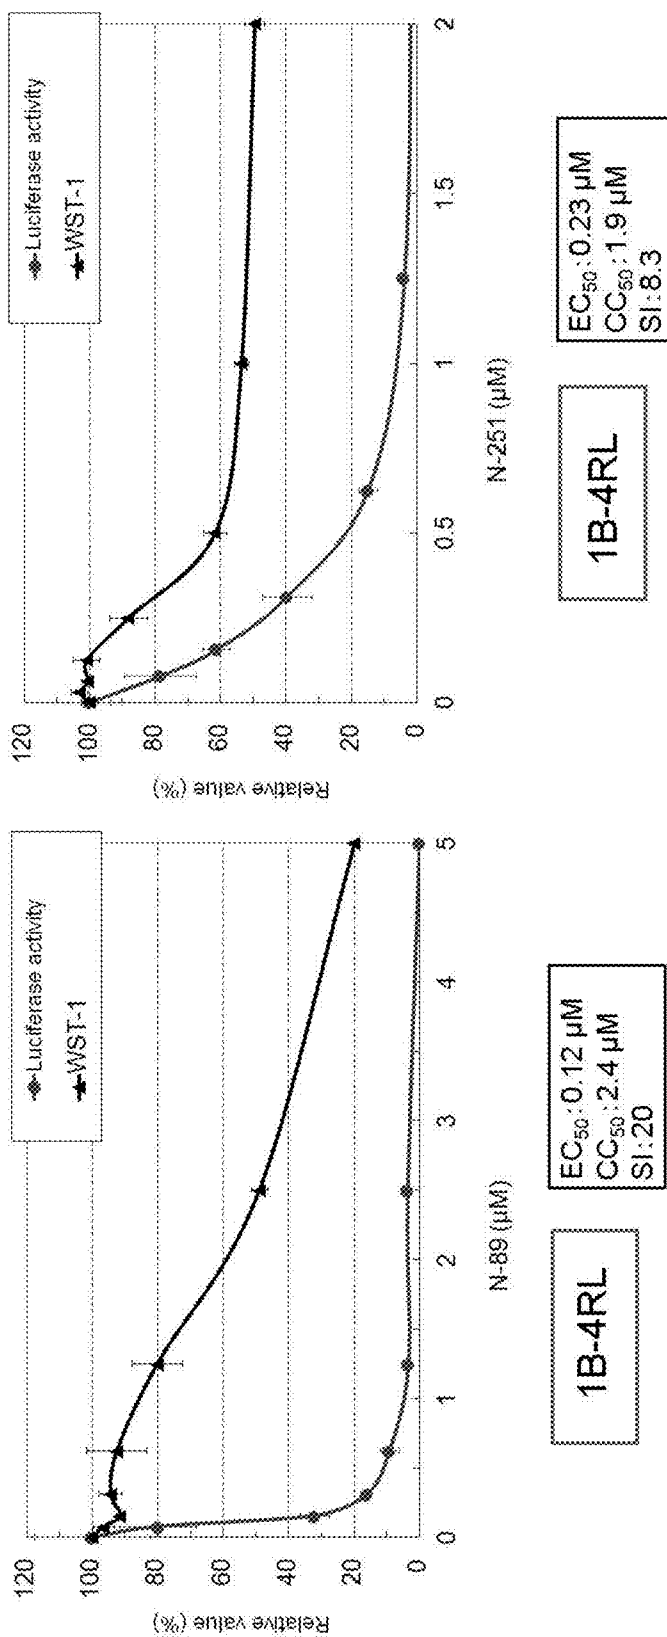 Relative value (%)
120
100
80
60
40
20
0
Luciferase activity
WST-1
0
1
2
3
4
5
N-89 (μM)
1B-4RL
EC₅₀:0.12 μM
CC₅₀:2.4 μM
SI:20
Relative value (%)
120
100
80
60
40
20
0
Luciferase activity
WST-1
0
0.5
1
1.5
2
N-251 (μM)
1B-4RL
EC₅₀:0.23 μM
CC₅₀:1.9 μM
SI:8.3